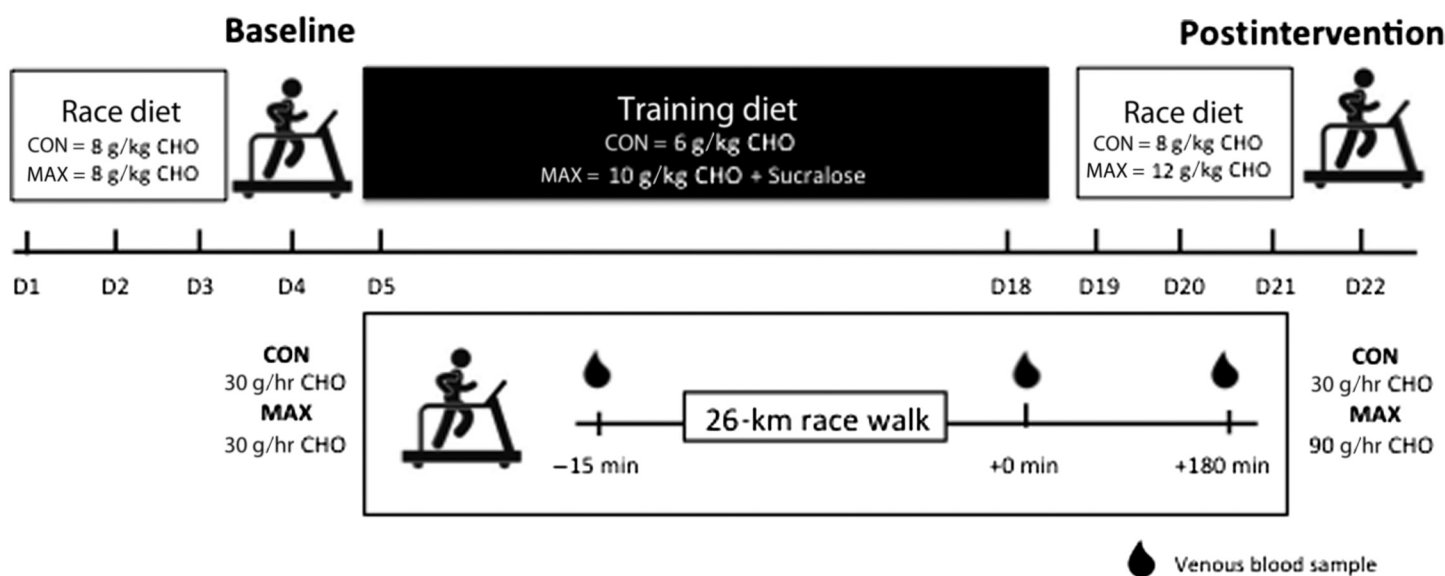 Baseline
Postintervention
Race diet
CON = 8 g/kg CHO
MAX = 8 g/kg CHO
Training diet
CON = 6 g/kg CHO
MAX = 10 g/kg CHO + Sucralose
Race diet
CON = 8 g/kg CHO
MAX = 12 g/kg CHO
D1 D2 D3 D4 D5 D18 D19 D20 D21 D22
CON
30 g/hr CHO
MAX
30 g/hr CHO
26-km race walk
−15 min +0 min +180 min
CON
30 g/hr CHO
MAX
90 g/hr CHO
Venous blood sample